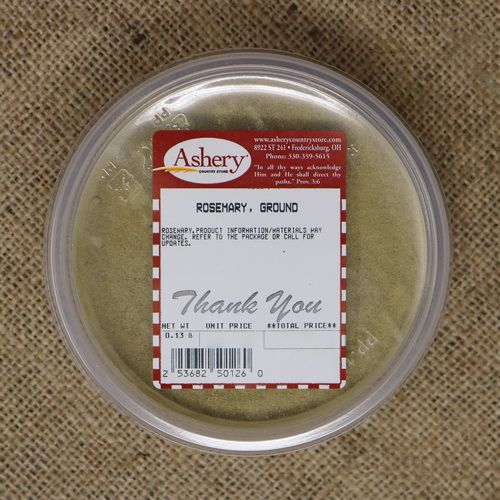 Ashery
COUNTRY STORE
www.asherycountrystore.com
8922 ST 241 • Fredericksburg, OH
Phone: 330-359-5615
"In all thy ways acknowledge
Him and He shall direct thy
paths." Prov. 3:6
ROSEMARY, GROUND
ROSEMARY.PRODUCT INFORMATION/MATERIALS MAY
CHANGE. REFER TO THE PACKAGE OR CALL FOR
UPDATES.
Thank You
NET WT UNIT PRICE **TOTAL PRICE**
0.13 lb
2 53682 50126 0
PP